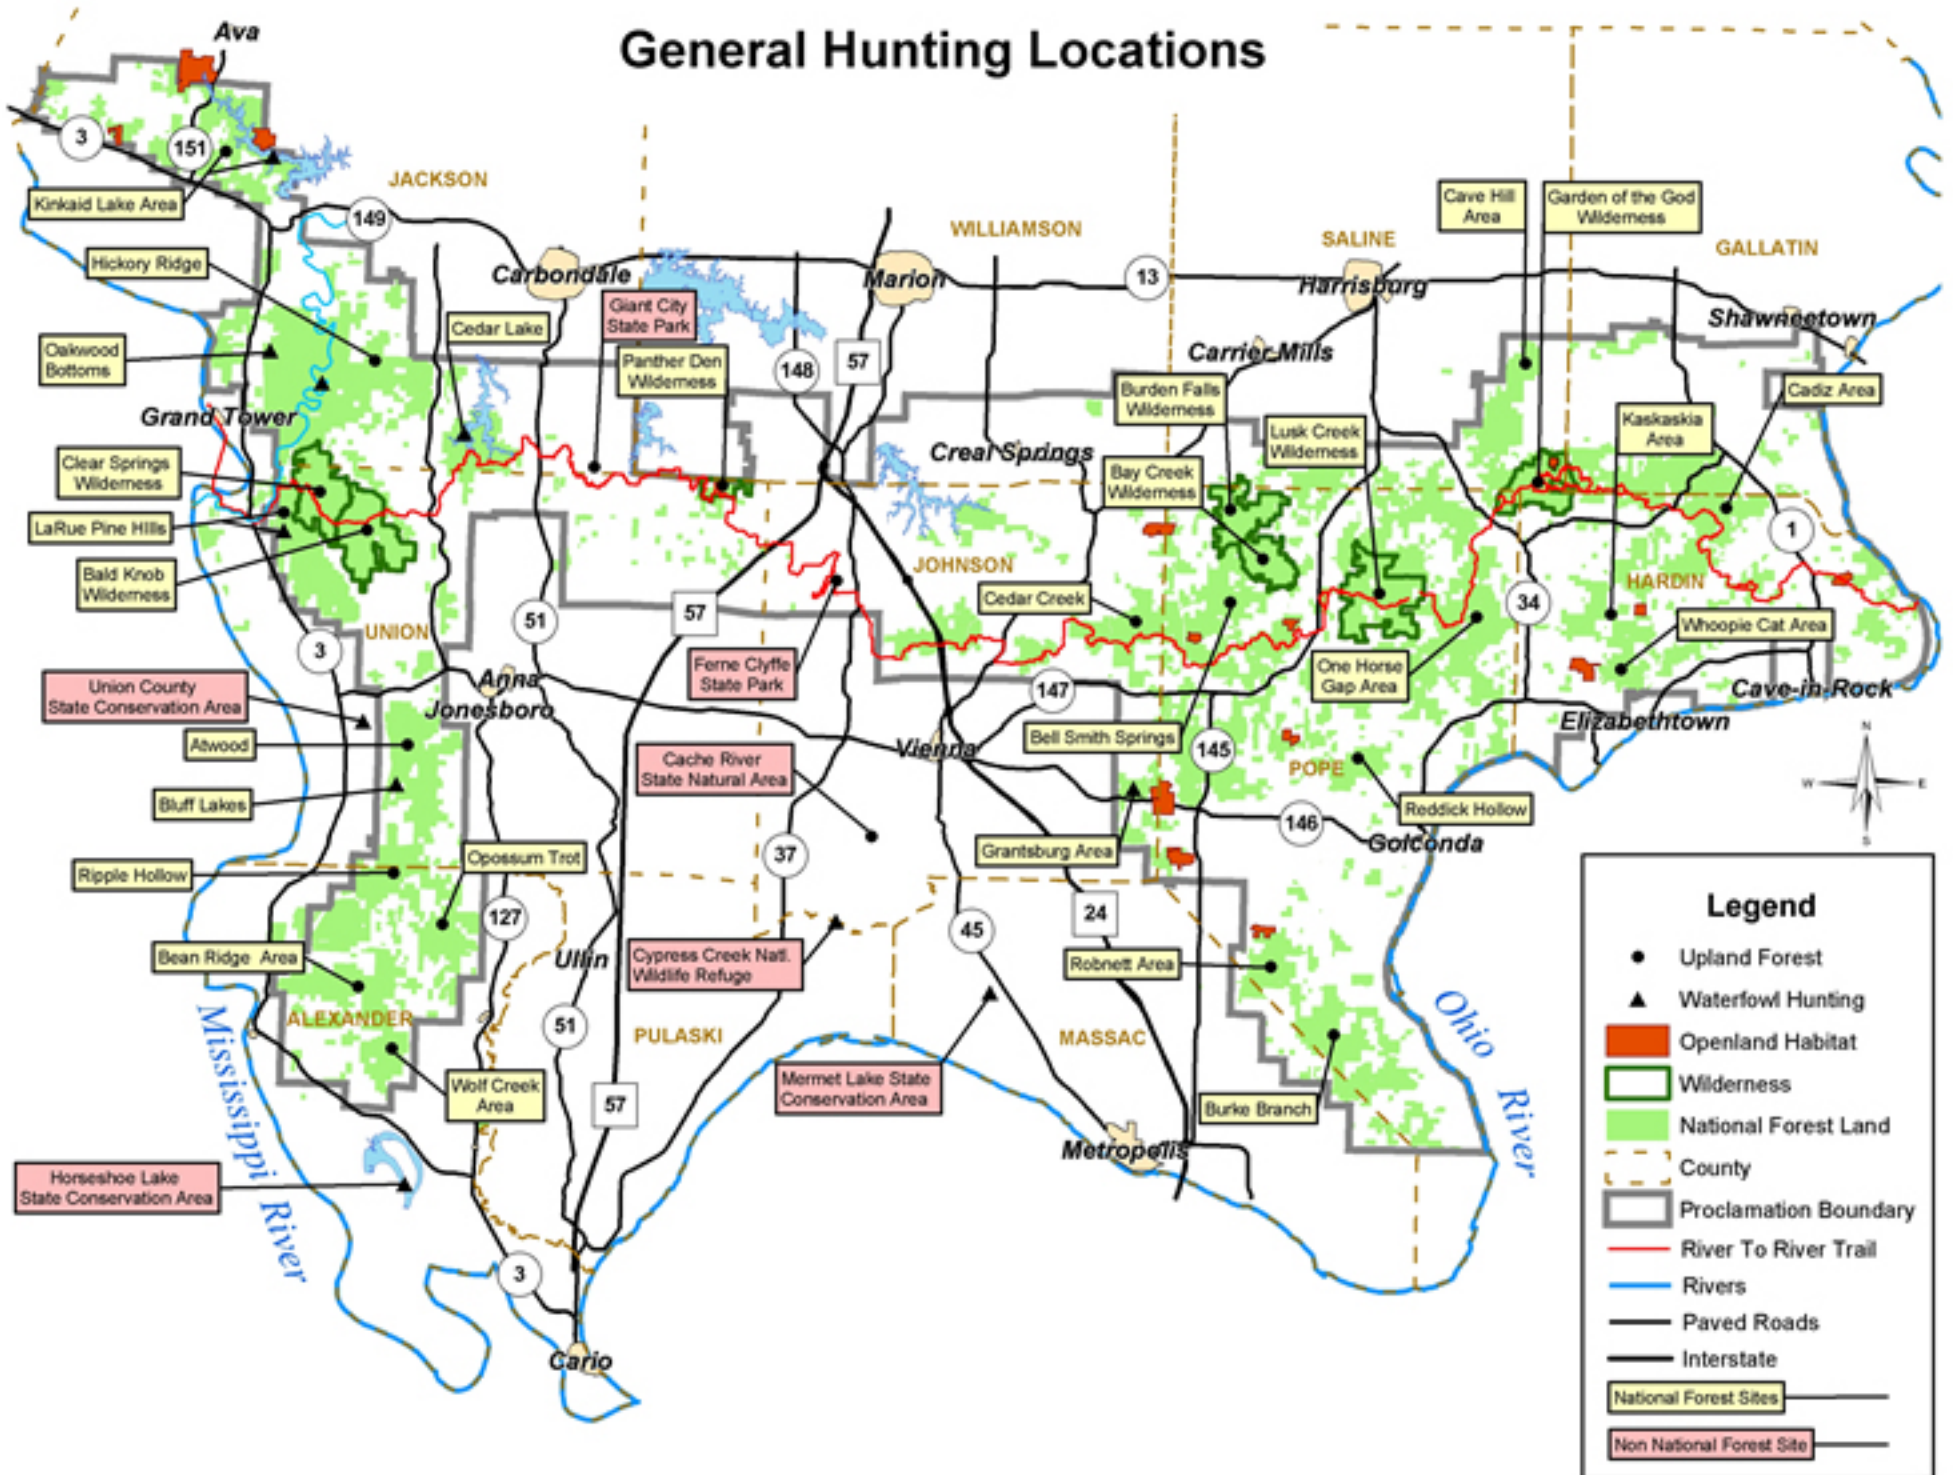 General Hunting Locations
Ava
3
151
Kinkaid Lake Area
JACKSON
149
Hickory Ridge
Oakwood
Bottoms
Grand Tower
Clear Springs
Wilderness
LaRue Pine HIlls
Bald Knob
Wilderness
Carbondale
Cedar Lake
Giant City
State Park
Panther Den
Wilderness
WILLIAMSON
Marion
148
57
13
Creal Springs
SALINE
Harrisburg
Carrier Mills
Burden Falls
Wilderness
Bay Creek
Wilderness
Lusk Creek
Wilderness
Cave Hill
Area
Garden of the God
Wilderness
GALLATIN
Shawneetown
Cadiz Area
Kaskaskia
Area
1
HARDIN
34
Whoopie Cat Area
One Horse
Gap Area
Cave-in-Rock
Elizabethtown
JOHNSON
Cedar Creek
57
51
UNION
3
Ferne Clyffe
State Park
147
Bell Smith Springs
145
POPE
Reddick Hollow
146
Golconda
Grantsburg Area
Vienna
Anna
Jonesboro
Union County
State Conservation Area
Atwood
Bluff Lakes
Ripple Hollow
Opossum Trot
127
Bean Ridge Area
ALEXANDER
Wolf Creek
Area
Cache River
State Natural Area
37
Cypress Creek Natl.
Wildlife Refuge
Ullin
51
PULASKI
57
45
24
Robnett Area
MASSAC
Mermet Lake State
Conservation Area
Burke Branch
Metropolis
Horseshoe Lake
State Conservation Area
3
Cario
Mississippi River
Ohio River
N
W
E
S
Legend
Upland Forest
Waterfowl Hunting
Openland Habitat
Wilderness
National Forest Land
County
Proclamation Boundary
River To River Trail
Rivers
Paved Roads
Interstate
National Forest Sites
Non National Forest Site